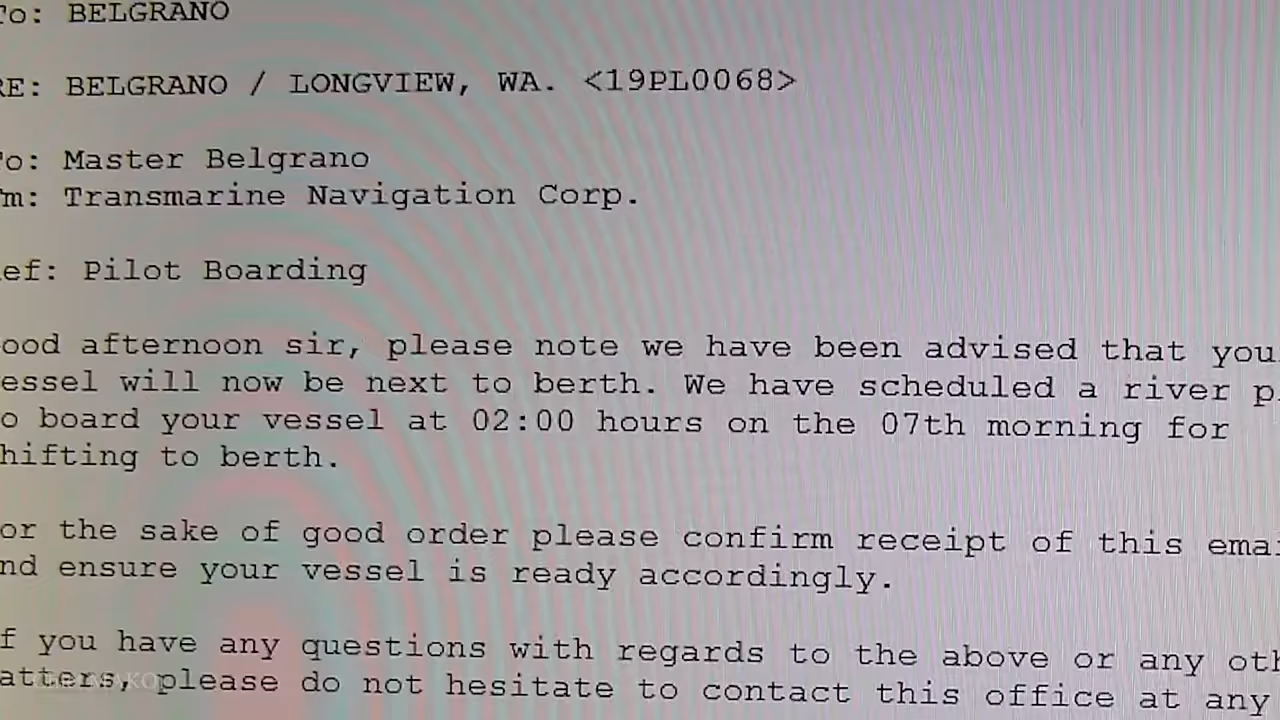 To: BELGRANO
RE: BELGRANO / LONGVIEW, WA. <19PL0068>
To: Master Belgrano
Fm: Transmarine Navigation Corp.
ef: Pilot Boarding
ood afternoon sir, please note we have been advised that you
essel will now be next to berth. We have scheduled a river p
o board your vessel at 02:00 hours on the 07th morning for
hifting to berth.
or the sake of good order please confirm receipt of this emai
nd ensure your vessel is ready accordingly.
f you have any questions with regards to the above or any oth
atters, please do not hesitate to contact this office at any